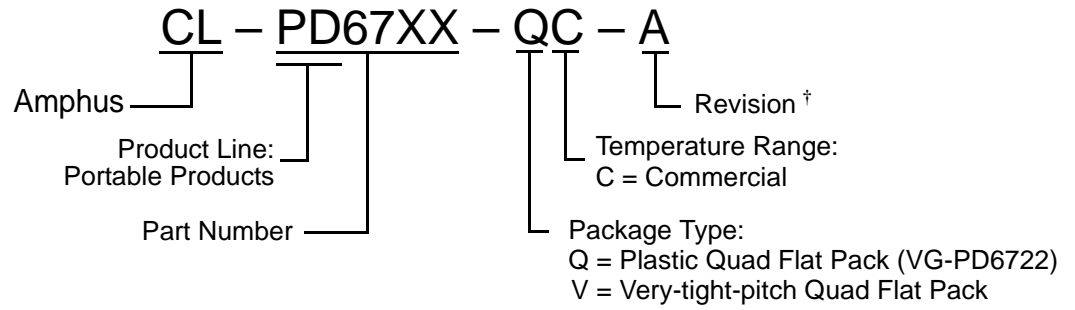 CL – PD67XX – QC – A
Amphus
Revision †
Product Line:
Portable Products
Temperature Range:
C = Commercial
Part Number
Package Type:
Q = Plastic Quad Flat Pack (VG-PD6722)
V = Very-tight-pitch Quad Flat Pack